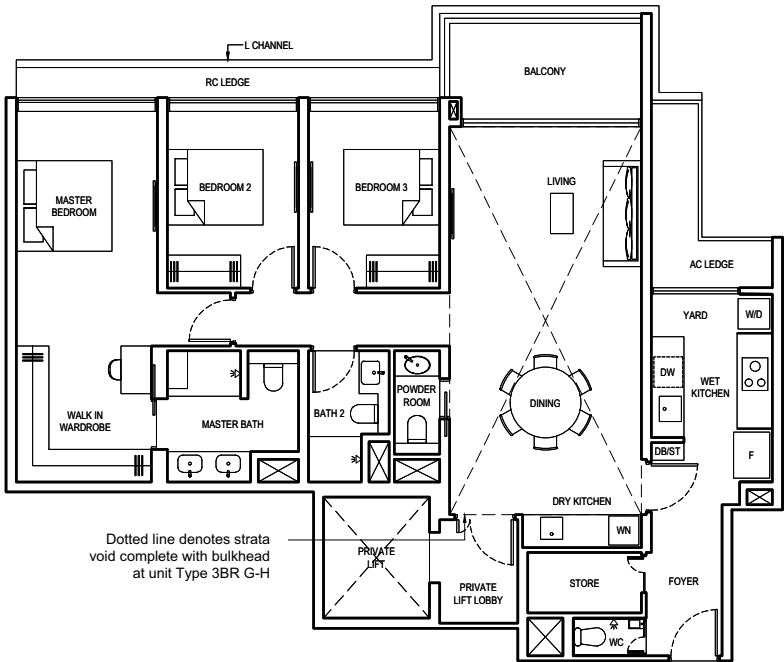 L CHANNEL
RC LEDGE
BALCONY
MASTER
BEDROOM
BEDROOM 2
BEDROOM 3
LIVING
AC LEDGE
YARD
W/D
DW
WET
KITCHEN
WALK IN
WARDROBE
MASTER BATH
BATH 2
POWDER
ROOM
DINING
DB/ST
F
DRY KITCHEN
WN
Dotted line denotes strata
void complete with bulkhead
at unit Type 3BR G-H
PRIVATE
LIFT
PRIVATE
LIFT LOBBY
STORE
FOYER
WC